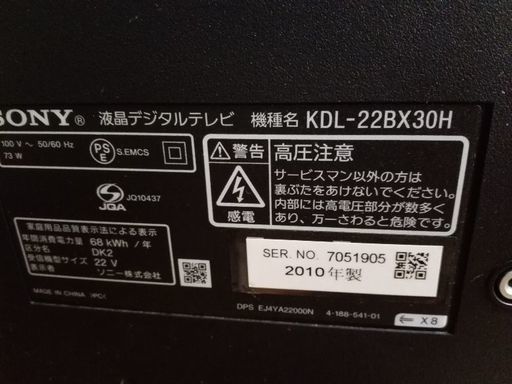 SONY® 液晶デジタルテレビ 機種名 KDL-22BX30H
100 V ～ 50/60 Hz
73 W
PS E S.EMCS
JQA JQ10437
家庭用品品質表示法による表示
年間消費電力量 68 kWh / 年
区分名 DK2
受信機型サイズ 22 V
表示者 ソニー株式会社
MADE IN CHINA
警告 高圧注意
感電
サービスマン以外の方は
裏ぶたをあけないでください。
内部には高電圧部分が数多く
あり、万一さわると危険です。
SER. NO. 7051905
2010年製
DPS EJ4YA22000N 4-188-541-01
X8